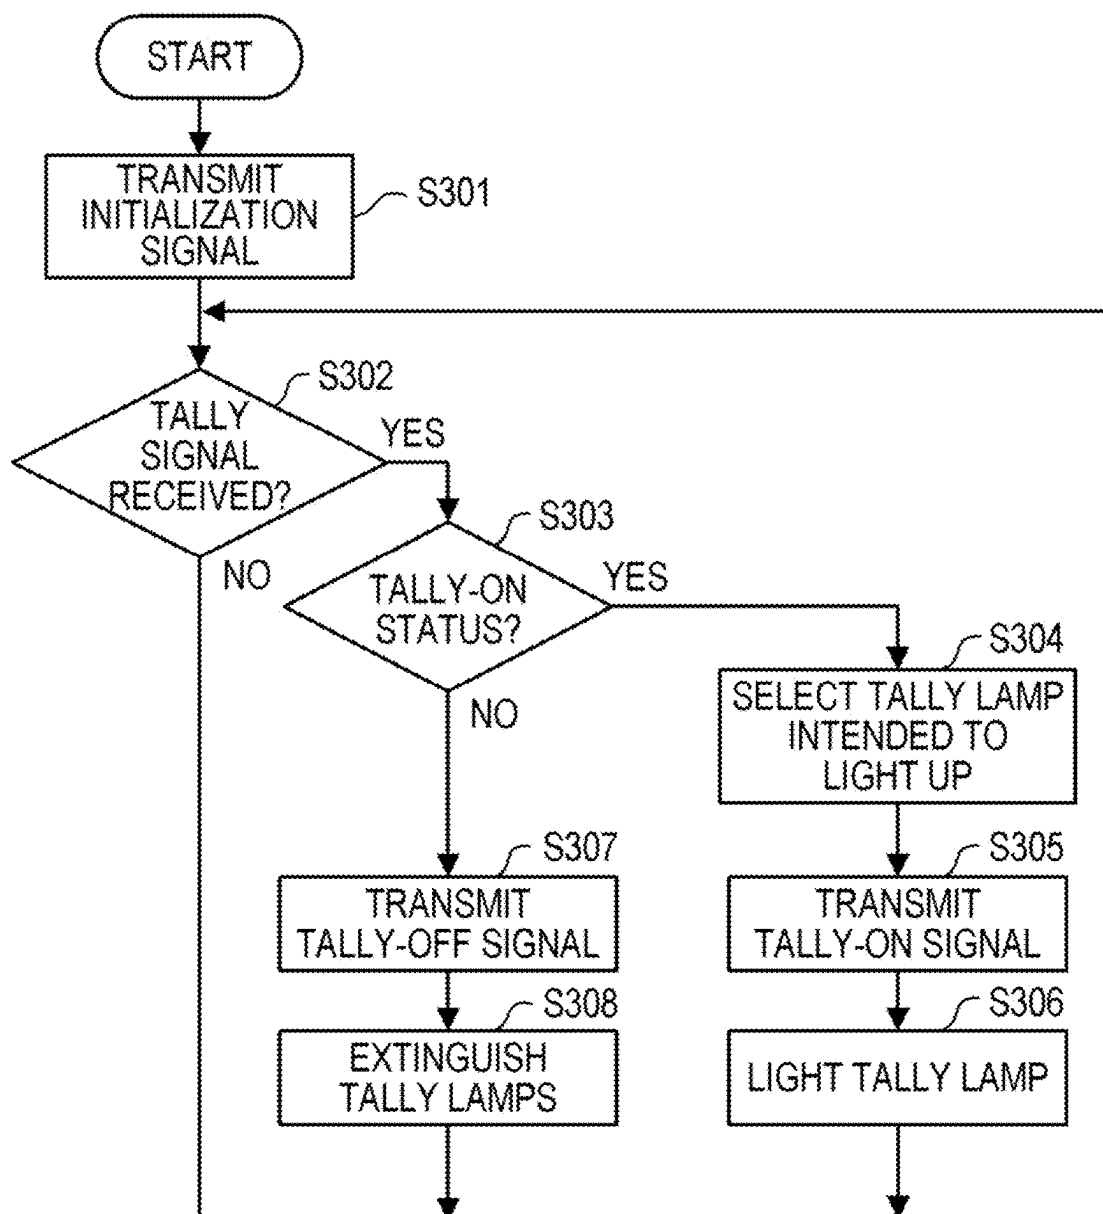 START
TRANSMIT
INITIALIZATION
SIGNAL
S301
S302
TALLY
SIGNAL
RECEIVED?
YES
NO
S303
TALLY-ON
STATUS?
YES
NO
S304
SELECT TALLY LAMP
INTENDED TO
LIGHT UP
S307
TRANSMIT
TALLY-OFF SIGNAL
S305
TRANSMIT
TALLY-ON SIGNAL
S308
EXTINGUISH
TALLY LAMPS
S306
LIGHT TALLY LAMP